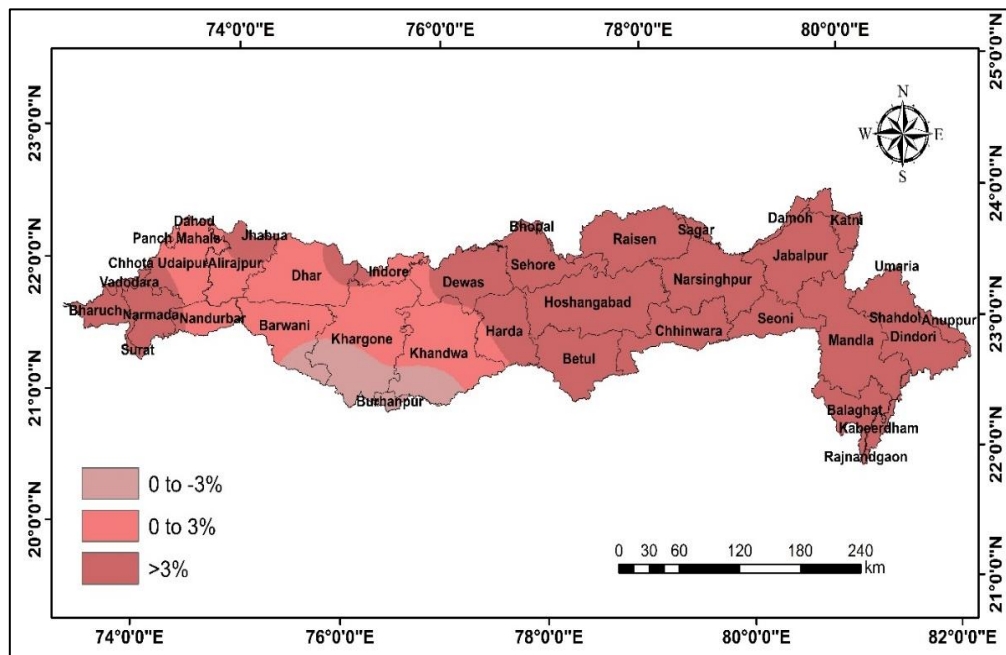 74°0'0"E 76°0'0"E 78°0'0"E 80°0'0"E
25°0'0"N
24°0'0"N
23°0'0"N
22°0'0"N
21°0'0"N
23°0'0"N
22°0'0"N
21°0'0"N
20°0'0"N
N
W E
S
Dahod
Panch Mahals
Jhabua
Chhota Udaipur
Alirajpur
Vadodara
Bharuch
Narmada
Nandurbar
Surat
Dhar
Indore
Barwani
Khargone
Khandwa
Burhanpur
Dewas
Harda
Bhopal
Sehore
Raisen
Sagar
Hoshangabad
Betul
Narsinghpur
Chhinwara
Seoni
Damoh
Katni
Jabalpur
Umaria
Shahdol
Anuppur
Dindori
Mandla
Balaghat
Kabeerdham
Rajnandgaon
0 to -3%
0 to 3%
>3%
0 30 60 120 180 240
km
74°0'0"E 76°0'0"E 78°0'0"E 80°0'0"E 82°0'0"E